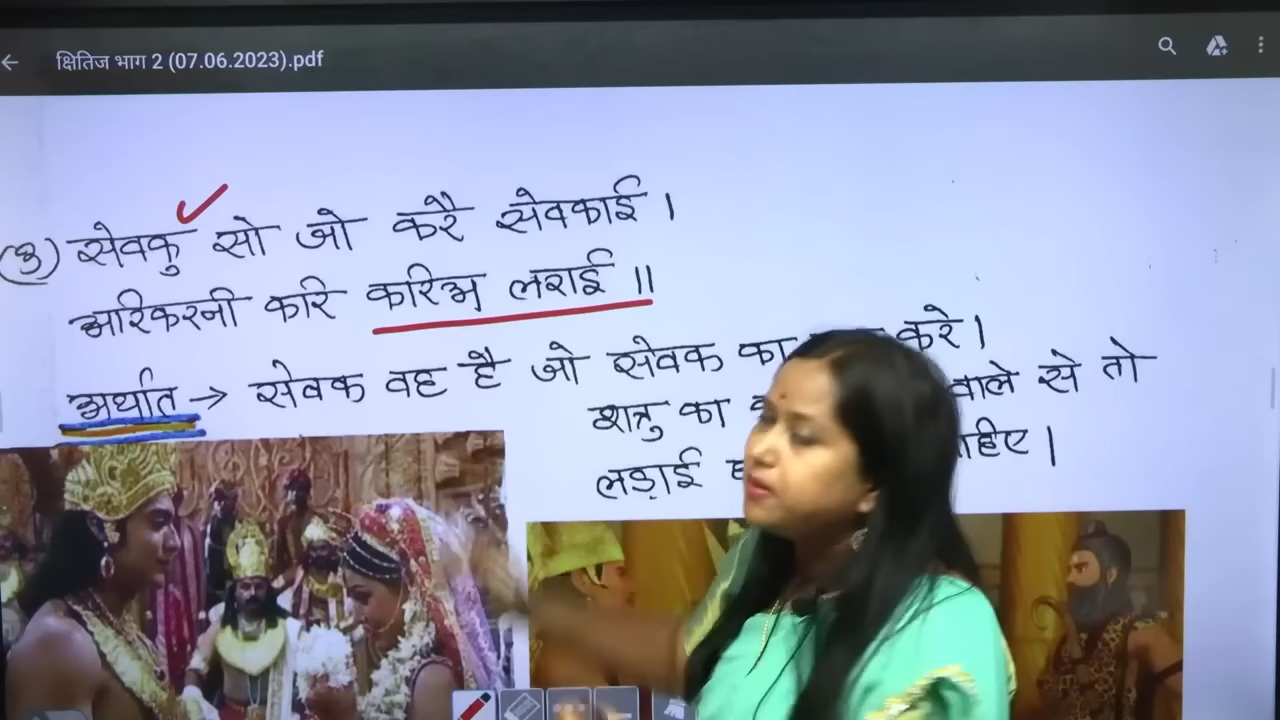 क्षितिज भाग 2 (07.06.2023).pdf
(3) सेवकु सो जो करै सेवकाई ।
अरिकरनी करि करिअ लराई ॥
अर्थात → सेवक वह है जो सेवक का करे ।
शत्रु का वाले से तो
लड़ाई